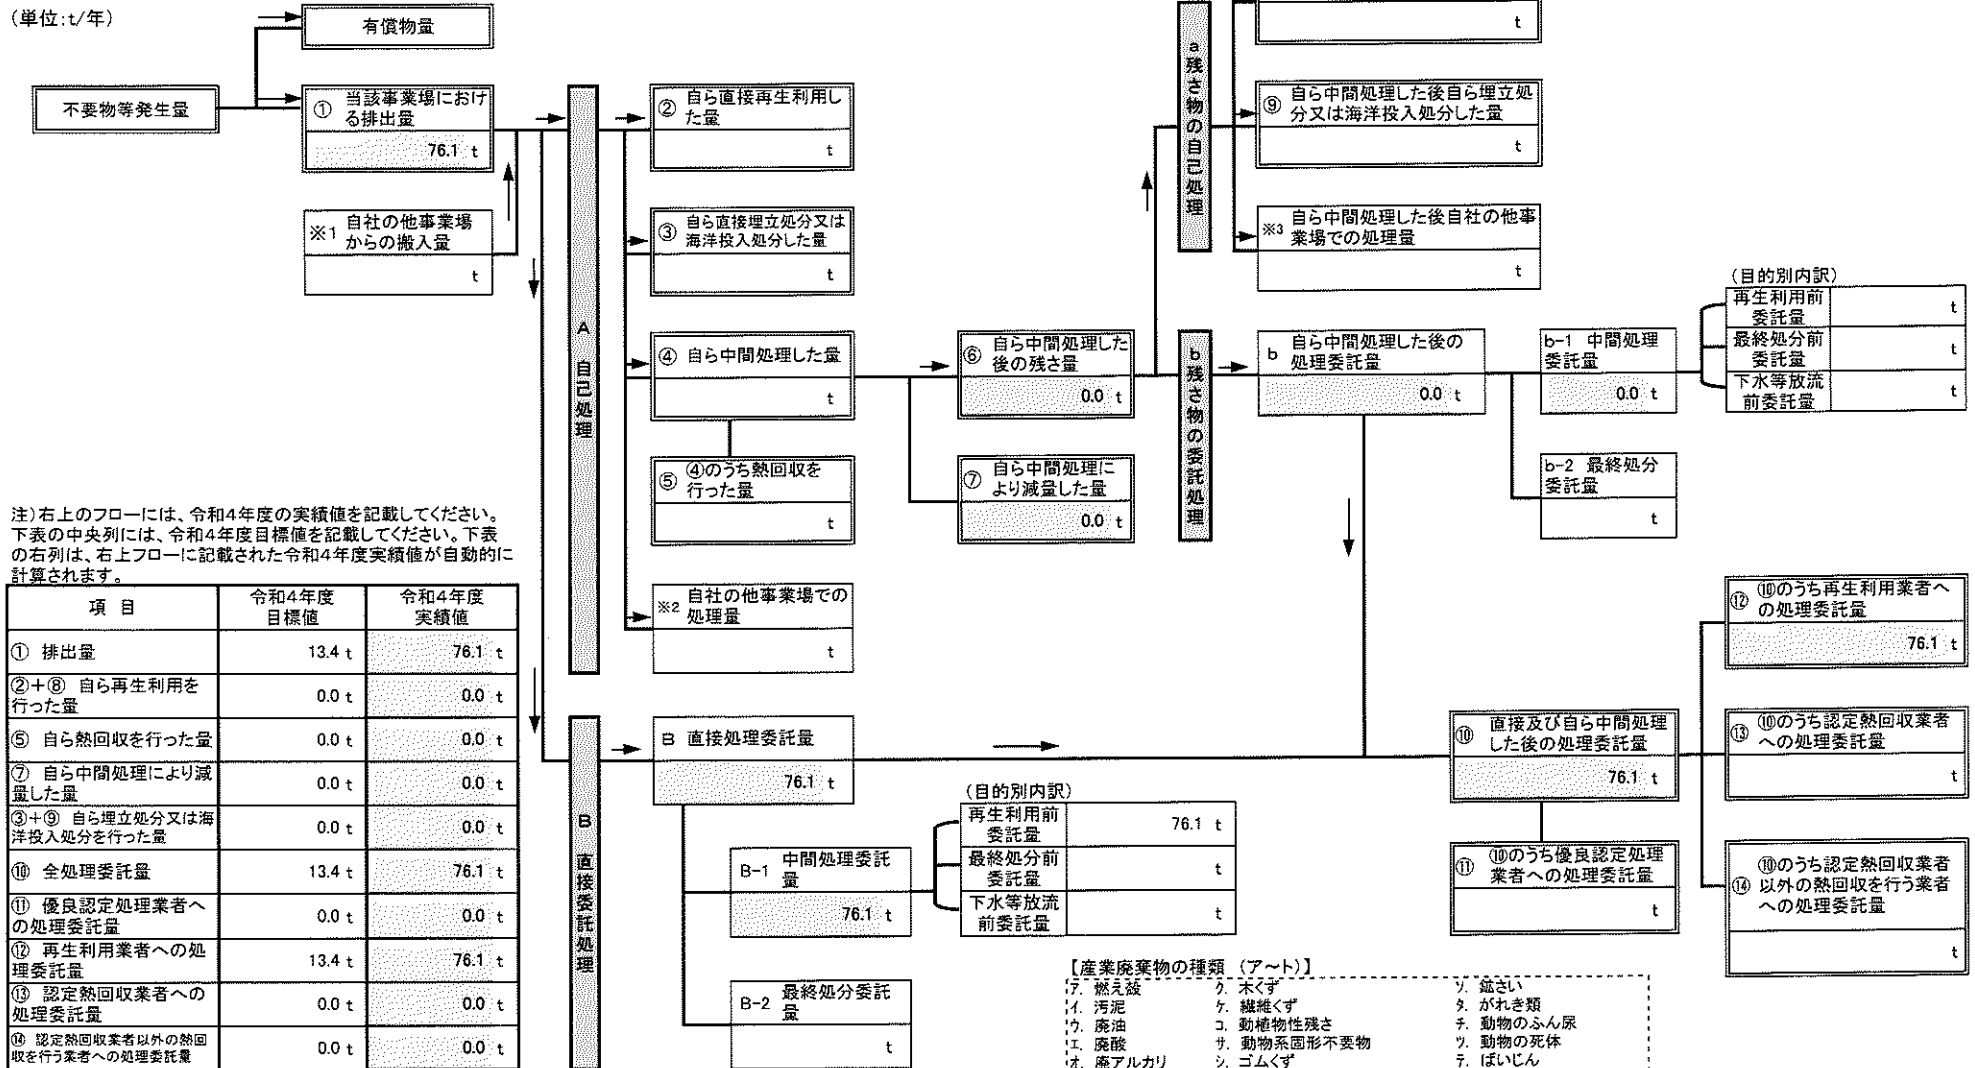 (単位:t/年)
有償物量
不要物等発生量
① 当該事業場におけ
る排出量
76.1 t
※1 自社の他事業場
からの搬入量
t
A 自己処理
② 自ら直接再生利用し
た量
t
③ 自ら直接埋立処分又は
海洋投入処分した量
t
④ 自ら中間処理した量
t
⑤ ④のうち熱回収を
行った量
t
※2 自社の他事業場での
処理量
t
⑥ 自ら中間処理した
後の残さ量
0.0 t
⑦ 自ら中間処理に
より減量した量
0.0 t
a 残さ物の自己処理
t
⑨ 自ら中間処理した後自ら埋立処
分又は海洋投入処分した量
t
※3 自ら中間処理した後自社の他事
業場での処理量
t
b 残さ物の委託処理
b 自ら中間処理した後の
処理委託量
0.0 t
b-1 中間処理
委託量
0.0 t
(目的別内訳)
再生利用前
委託量 t
最終処分前
委託量 t
下水等放流
前委託量 t
b-2 最終処分
委託量
t
注)右上のフローには、令和4年度の実績値を記載してください。
下表の中央列には、令和4年度目標値を記載してください。下表
の右列は、右上フローに記載された令和4年度実績値が自動的に
計算されます。
項 目 令和4年度 令和4年度
目標値 実績値
① 排出量 13.4 t 76.1 t
②+⑧ 自ら再生利用を
行った量 0.0 t 0.0 t
⑤ 自ら熱回収を行った量 0.0 t 0.0 t
⑦ 自ら中間処理により減
量した量 0.0 t 0.0 t
③+⑨ 自ら埋立処分又は海
洋投入処分を行った量 0.0 t 0.0 t
⑩ 全処理委託量 13.4 t 76.1 t
⑪ 優良認定処理業者へ
の処理委託量 0.0 t 0.0 t
⑫ 再生利用業者への処
理委託量 13.4 t 76.1 t
⑬ 認定熱回収業者への
処理委託量 0.0 t 0.0 t
⑭ 認定熱回収業者以外の熱回
収を行う業者への処理委託量 0.0 t 0.0 t
B 直接委託処理
B 直接処理委託量
76.1 t
B-1 中間処理委託
量
76.1 t
(目的別内訳)
再生利用前
委託量 76.1 t
最終処分前
委託量 t
下水等放流
前委託量 t
B-2 最終処分委託
量
t
⑩ 直接及び自ら中間処理
した後の処理委託量
76.1 t
⑪ ⑩のうち優良認定処理
業者への処理委託量
t
⑫ ⑩のうち再生利用業者へ
の処理委託量
76.1 t
⑬ ⑩のうち認定熱回収業者
への処理委託量
t
⑭ ⑩のうち認定熱回収業者
以外の熱回収を行う業者
への処理委託量
t
【産業廃棄物の種類 (ア~ト)】
ア. 燃え殻 ク. 木くず ソ. 鉱さい
イ. 汚泥 ケ. 繊維くず タ. がれき類
ウ. 廃油 コ. 動植物性残さ チ. 動物のふん尿
エ. 廃酸 サ. 動物系固形不要物 ツ. 動物の死体
オ. 廃アルカリ シ. ゴムくず テ. ばいじん